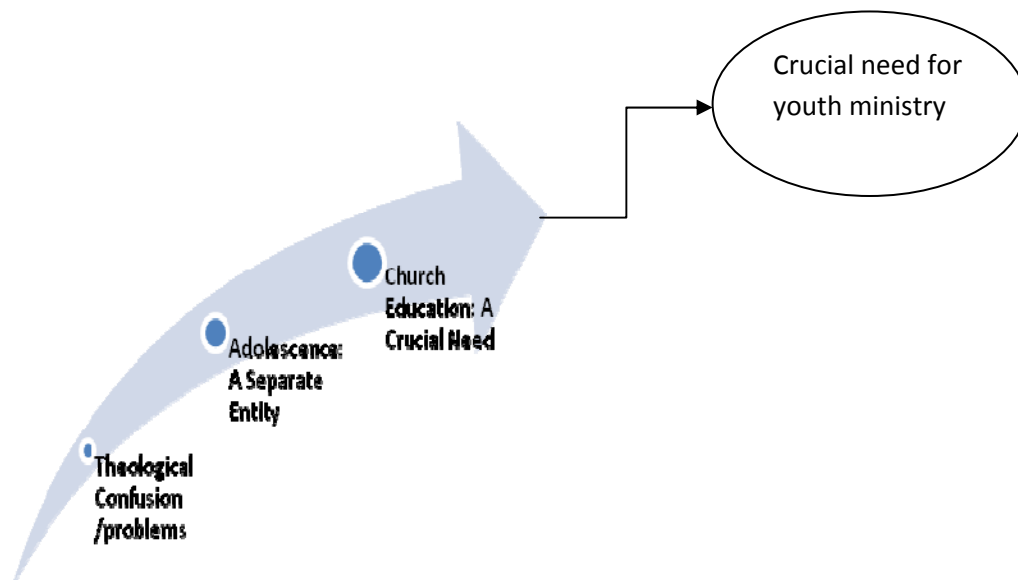 Crucial need for
youth ministry
Church
Education: A
Crucial Need
Adolescence:
A Separate
Entity
Theological
Confusion
/problems